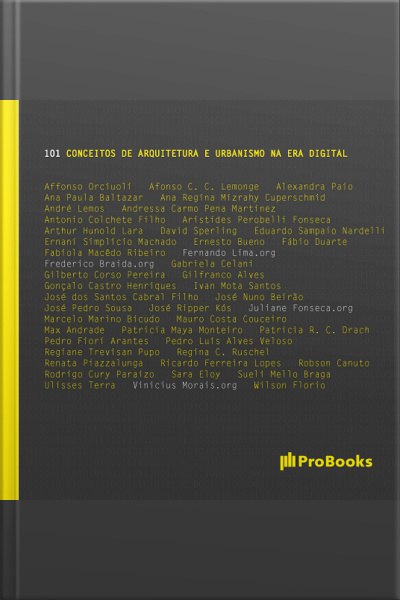 101 CONCEITOS DE ARQUITETURA E URBANISMO NA ERA DIGITAL
Affonso Orciuoli Afonso C. C. Lemonge Alexandra Paio
Ana Paula Baltazar Ana Regina Mizrahy Cuperschmid
André Lemos Andressa Carmo Pena Martinez
Antonio Colchete Filho Aristides Perobelli Fonseca
Arthur Hunold Lara David Sperling Eduardo Sampaio Nardelli
Ernani Simplicio Machado Ernesto Bueno Fábio Duarte
Fabiola Macêdo Ribeiro Fernando Lima.org
Frederico Braida.org Gabriela Celani
Gilberto Corso Pereira Gilfranco Alves
Gonçalo Castro Henriques Ivan Mota Santos
José dos Santos Cabral Filho José Nuno Beirão
José Pedro Sousa José Ripper Kós Juliane Fonseca.org
Marcelo Marino Bicudo Mauro Costa Couceiro
Max Andrade Patricia Maya Monteiro Patricia R. C. Drach
Pedro Fiori Arantes Pedro Luís Alves Veloso
Regiane Trevisan Pupo Regina C. Ruschel
Renata Piazzalunga Ricardo Ferreira Lopes Robson Canuto
Rodrigo Cury Paraizo Sara Eloy Sueli Mello Braga
Ulisses Terra Vinicius Morais.org Wilson Florio
ProBooks